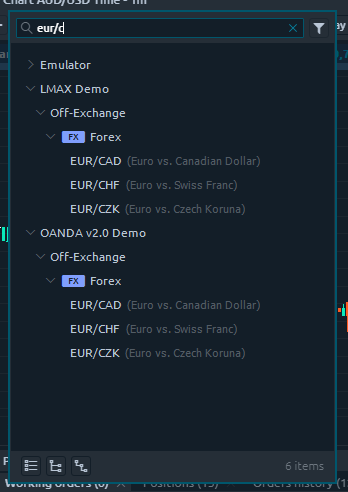 Chart AUD/USD Time - 1m
eur/c
Emulator
LMAX Demo
Off-Exchange
FX Forex
EUR/CAD (Euro vs. Canadian Dollar)
EUR/CHF (Euro vs. Swiss Franc)
EUR/CZK (Euro vs. Czech Koruna)
OANDA v2.0 Demo
Off-Exchange
FX Forex
EUR/CAD (Euro vs. Canadian Dollar)
EUR/CHF (Euro vs. Swiss Franc)
EUR/CZK (Euro vs. Czech Koruna)
6 items
Working orders (0) Positions (13) Orders history (1